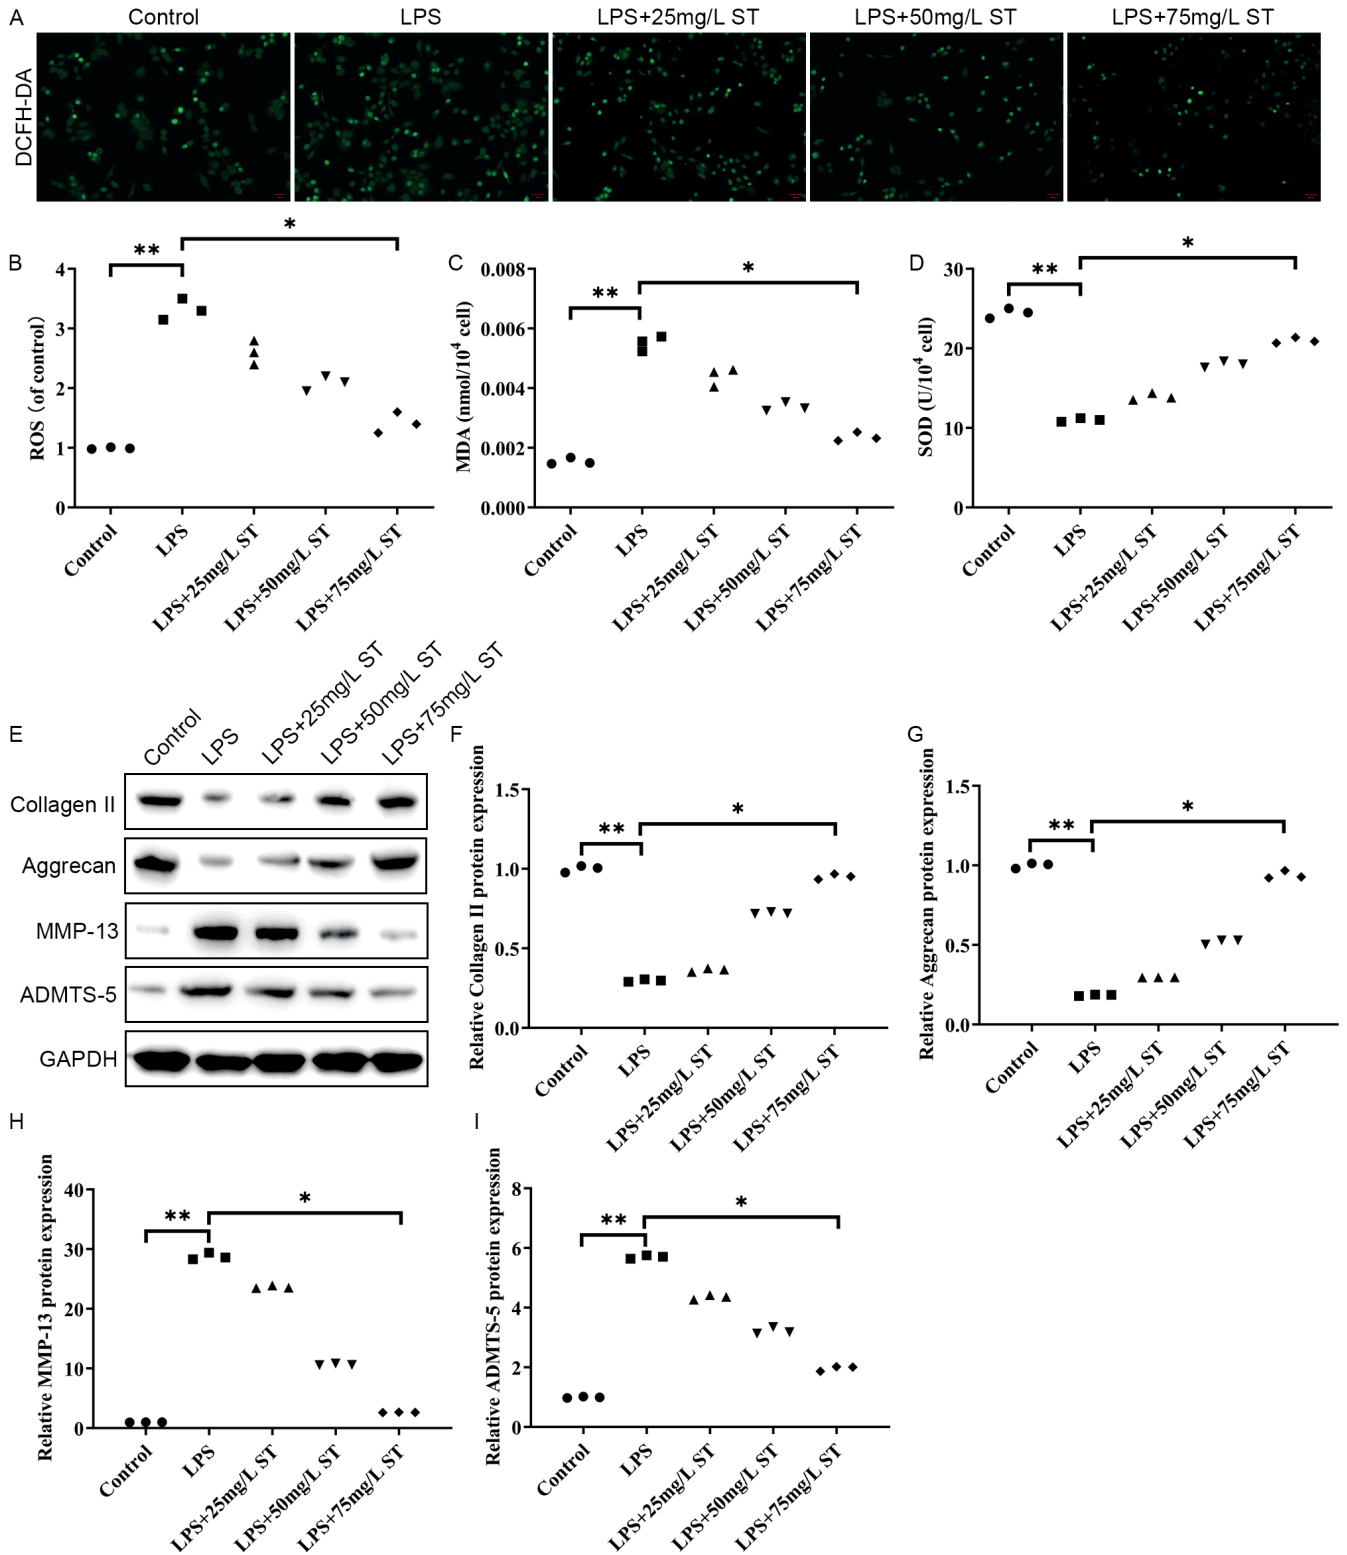 A
Control
LPS
LPS+25mg/L ST
LPS+50mg/L ST
LPS+75mg/L ST
DCFH-DA
B
ROS (of control)
4
3
2
1
0
**
*
Control
LPS
LPS+25mg/L ST
LPS+50mg/L ST
LPS+75mg/L ST
C
MDA (nmol/10⁴ cell)
0.008
0.006
0.004
0.002
0.000
**
*
Control
LPS
LPS+25mg/L ST
LPS+50mg/L ST
LPS+75mg/L ST
D
SOD (U/10⁴ cell)
30
20
10
0
**
*
Control
LPS
LPS+25mg/L ST
LPS+50mg/L ST
LPS+75mg/L ST
E
Control
LPS
LPS+25mg/L ST
LPS+50mg/L ST
LPS+75mg/L ST
Collagen II
Aggrecan
MMP-13
ADMTS-5
GAPDH
F
Relative Collagen II protein expression
1.5
1.0
0.5
0.0
**
*
Control
LPS
LPS+25mg/L ST
LPS+50mg/L ST
LPS+75mg/L ST
G
Relative Aggrecan protein expression
1.5
1.0
0.5
0.0
**
*
Control
LPS
LPS+25mg/L ST
LPS+50mg/L ST
LPS+75mg/L ST
H
Relative MMP-13 protein expression
40
30
20
10
0
**
*
Control
LPS
LPS+25mg/L ST
LPS+50mg/L ST
LPS+75mg/L ST
I
Relative ADMTS-5 protein expression
8
6
4
2
0
**
*
Control
LPS
LPS+25mg/L ST
LPS+50mg/L ST
LPS+75mg/L ST